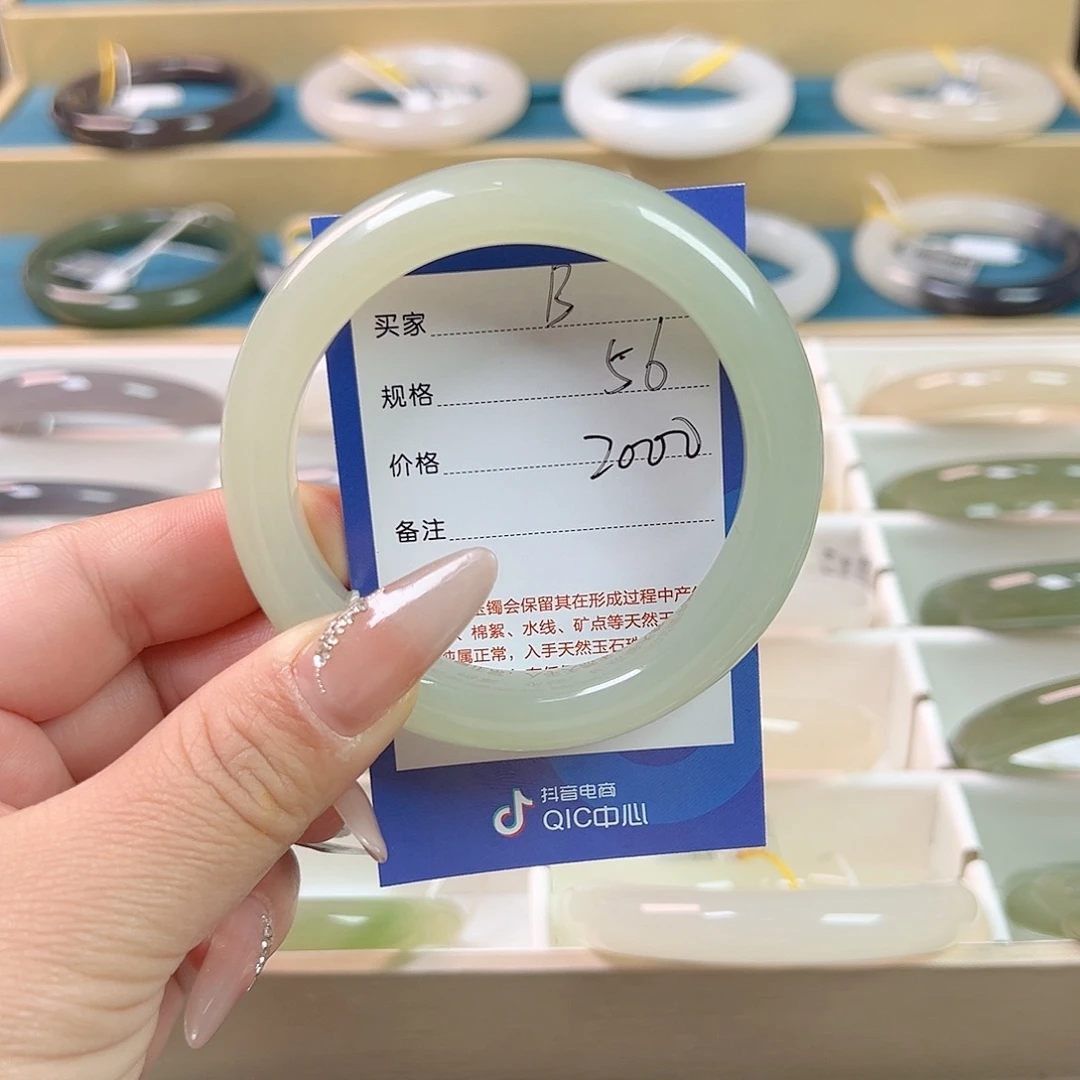 买家 B
规格 56
价格 2000
备注
玉镯会保留其在形成过程中产
棉絮、水线、矿点等天然
纯属正常，入手天然玉石珠
抖音电商
QIC中心